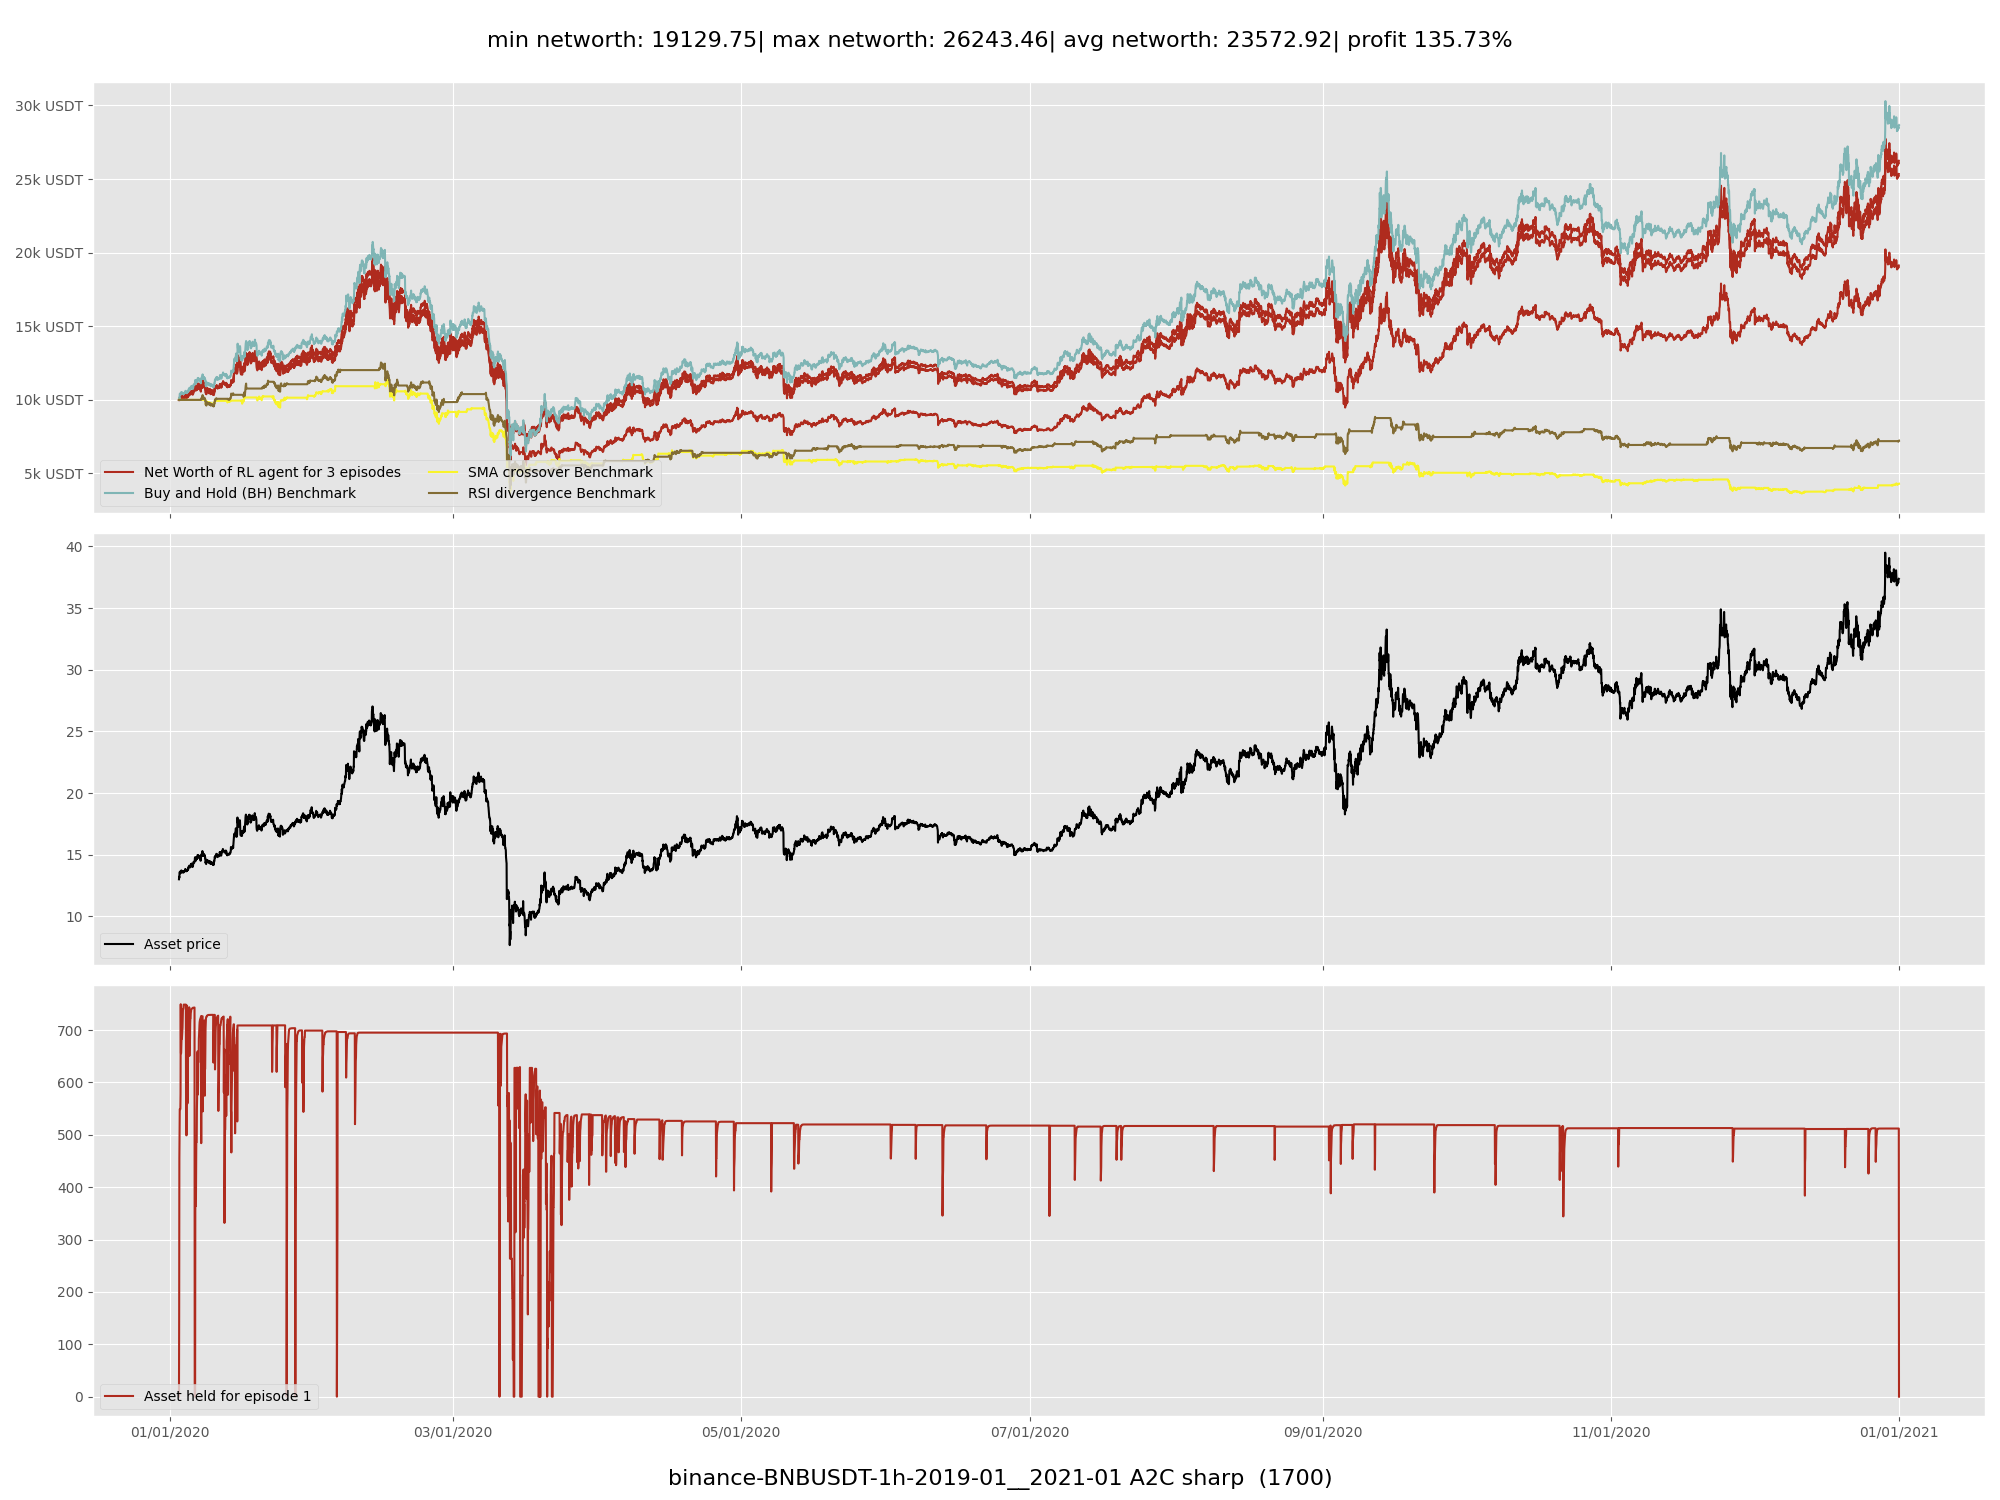 min networth: 19129.75| max networth: 26243.46| avg networth: 23572.92| profit 135.73%
30k USDT
25k USDT
20k USDT
15k USDT
10k USDT
5k USDT
Net Worth of RL agent for 3 episodes
Buy and Hold (BH) Benchmark
SMA crossover Benchmark
RSI divergence Benchmark
40
35
30
25
20
15
10
Asset price
700
600
500
400
300
200
100
0
Asset held for episode 1
01/01/2020 03/01/2020 05/01/2020 07/01/2020 09/01/2020 11/01/2020 01/01/2021
binance-BNBUSDT-1h-2019-01__2021-01 A2C sharp (1700)